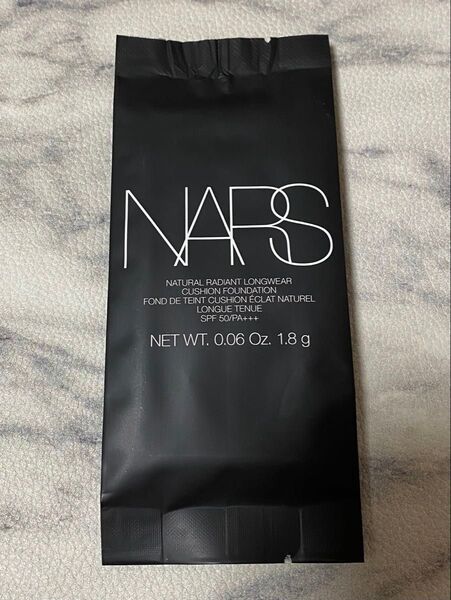 NARS
NATURAL RADIANT LONGWEAR
CUSHION FOUNDATION
FOND DE TEINT CUSHION ÉCLAT NATUREL
LONGUE TENUE
SPF 50/PA+++
NET WT. 0.06 Oz. 1.8 g